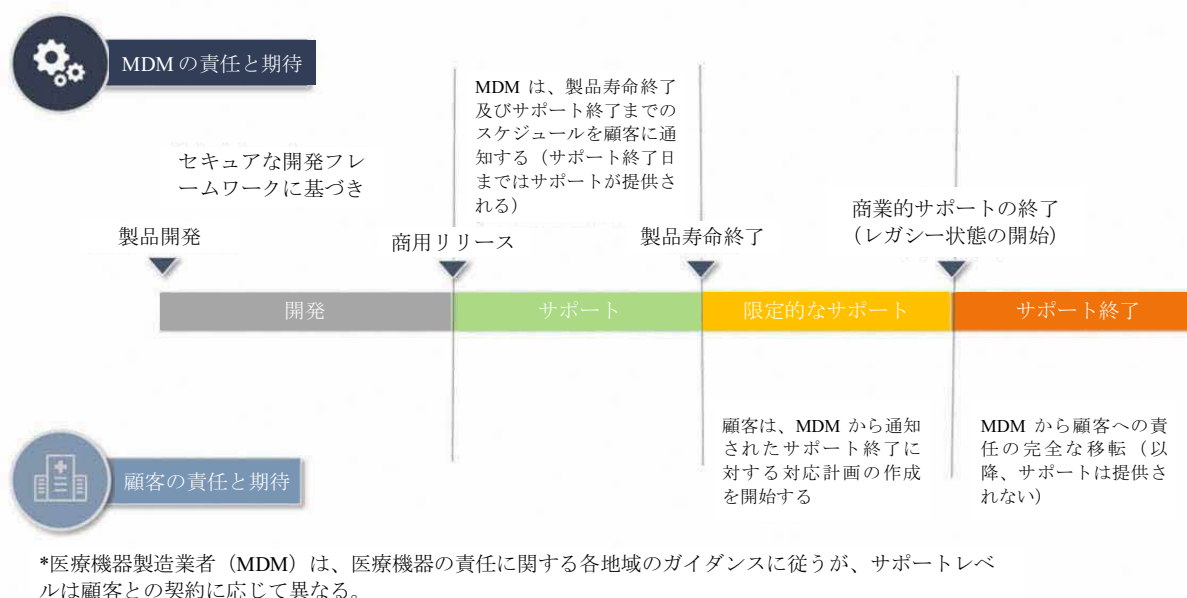 MDM の責任と期待
MDM は、製品寿命終了
及びサポート終了までの
スケジュールを顧客に通
知する（サポート終了日
まではサポートが提供さ
れる）
セキュアな開発フレ
ームワークに基づき
商業的サポートの終了
（レガシー状態の開始）
製品開発
商用リリース
製品寿命終了
開発
サポート
限定的なサポート
サポート終了
顧客は、MDM から通知
されたサポート終了に
対する対応計画の作成
を開始する
MDM から顧客への責
任の完全な移転（以
降、サポートは提供さ
れない）
顧客の責任と期待
*医療機器製造業者（MDM）は、医療機器の責任に関する各地域のガイダンスに従うが、サポートレベ
ルは顧客との契約に応じて異なる。